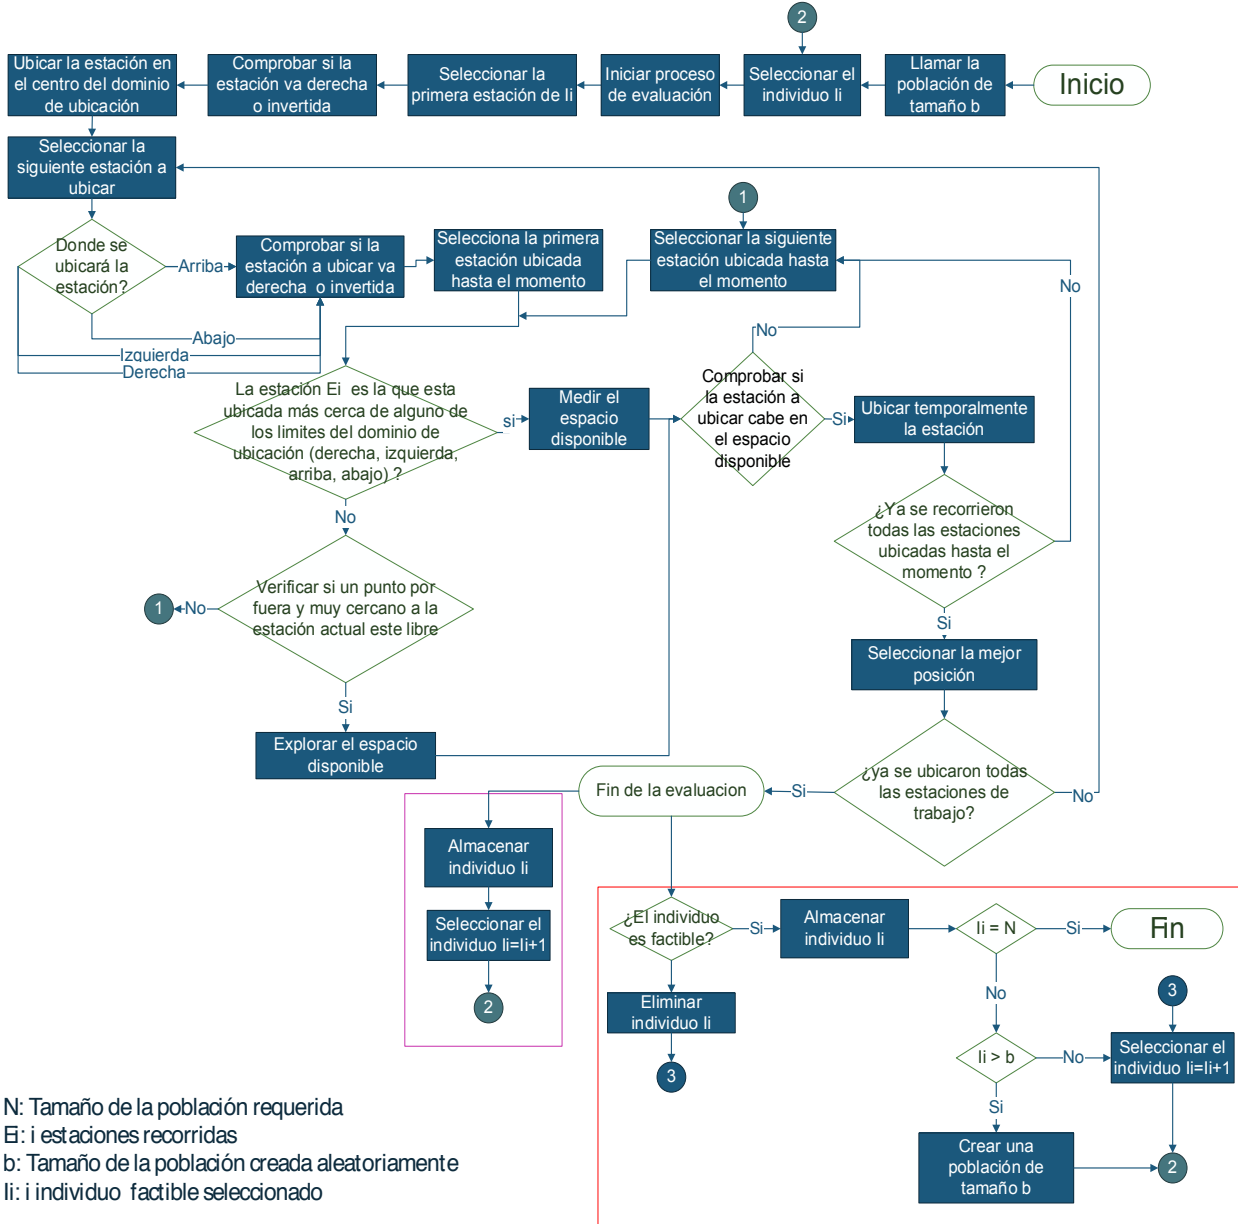 2
Inicio
Llamar la
población de
tamaño b
Seleccionar el
individuo Ii
Iniciar proceso
de evaluación
Seleccionar la
primera estación de Ii
Comprobar si la
estación va derecha
o invertida
Ubicar la estación en
el centro del dominio
de ubicación
Seleccionar la
siguiente estación a
ubicar
Donde se
ubicará la
estación?
Arriba
Abajo
Izquierda
Derecha
Comprobar si la
estación a ubicar va
derecha o invertida
Selecciona la primera
estación ubicada
hasta el momento
1
Seleccionar la siguiente
estación ubicada hasta
el momento
No
No
La estación Ei es la que esta
ubicada más cerca de alguno de
los limites del dominio de
ubicación (derecha, izquierda,
arriba, abajo) ?
si
Medir el
espacio
disponible
Comprobar si
la estación a
ubicar cabe en
el espacio
disponible
Si
Ubicar temporalmente
la estación
¿Ya se recorrieron
todas las estaciones
ubicadas hasta el
momento ?
No
Verificar si un punto por
fuera y muy cercano a la
estación actual este libre
No
1
Si
Explorar el espacio
disponible
Si
Seleccionar la mejor
posición
¿ya se ubicaron todas
las estaciones de
trabajo?
No
Si
Fin de la evaluacion
Almacenar
individuo Ii
Seleccionar el
individuo Ii=Ii+1
2
¿El individuo
es factible?
Si
Almacenar
individuo Ii
Ii = N
Si
Fin
Eliminar
individuo Ii
3
No
Ii > b
No
3
Seleccionar el
individuo Ii=Ii+1
Si
Crear una
población de
tamaño b
2
N: Tamaño de la población requerida
Ei: i estaciones recorridas
b: Tamaño de la población creada aleatoriamente
Ii: i individuo factible seleccionado